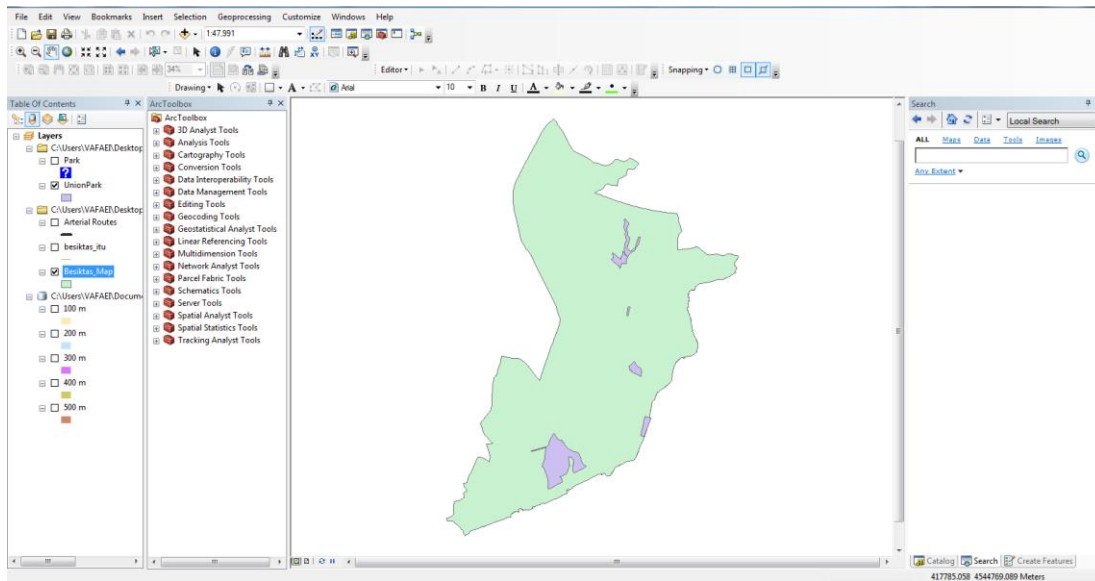 File Edit View Bookmarks Insert Selection Geoprocessing Customize Windows Help
1:47,991
34% Editor Snapping
Drawing A Arial 10 B I U A
Table Of Contents
Layers
C:\Users\VAFAEI\Desktop
Park
?
UnionPark
C:\Users\VAFAEI\Desktop
Arterial Routes
besiktas_itu
Besiktas_Map
C:\Users\VAFAEI\Docume
100 m
200 m
300 m
400 m
500 m
ArcToolbox
ArcToolbox
3D Analyst Tools
Analysis Tools
Cartography Tools
Conversion Tools
Data Interoperability Tools
Data Management Tools
Editing Tools
Geocoding Tools
Geostatistical Analyst Tools
Linear Referencing Tools
Multidimension Tools
Network Analyst Tools
Parcel Fabric Tools
Schematics Tools
Server Tools
Spatial Analyst Tools
Spatial Statistics Tools
Tracking Analyst Tools
Search
Local Search
ALL Maps Data Tools Images
Any Extent
Catalog Search Create Features
417785.058 4544769.089 Meters